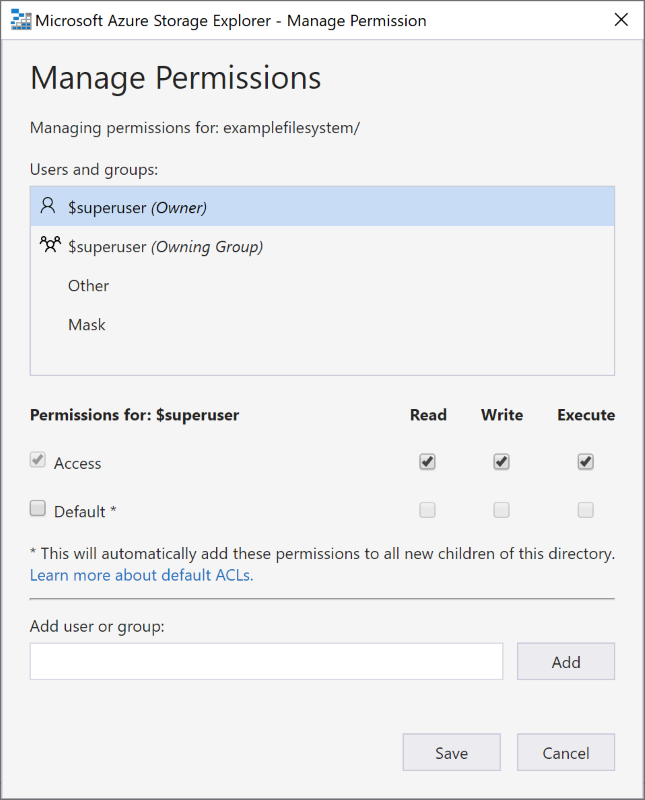 Microsoft Azure Storage Explorer - Manage Permission
Manage Permissions
Managing permissions for: examplefilesystem/
Users and groups:
$superuser (Owner)
$superuser (Owning Group)
Other
Mask
Permissions for: $superuser Read Write Execute
Access
Default *
* This will automatically add these permissions to all new children of this directory.
Learn more about default ACLs.
Add user or group:
Add
Save Cancel